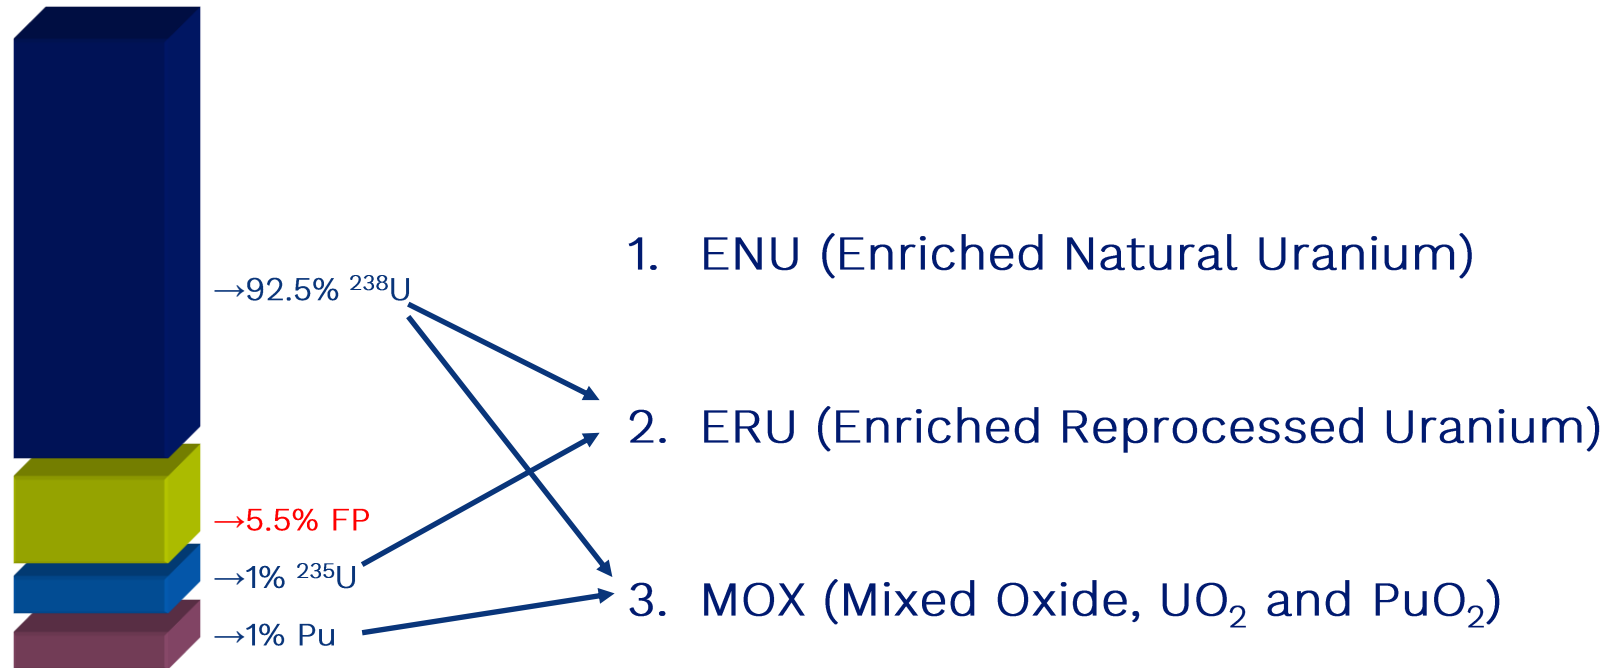 1. ENU (Enriched Natural Uranium)
→92.5% ²³⁸U
2. ERU (Enriched Reprocessed Uranium)
→5.5% FP
→1% ²³⁵U
3. MOX (Mixed Oxide, UO₂ and PuO₂)
→1% Pu